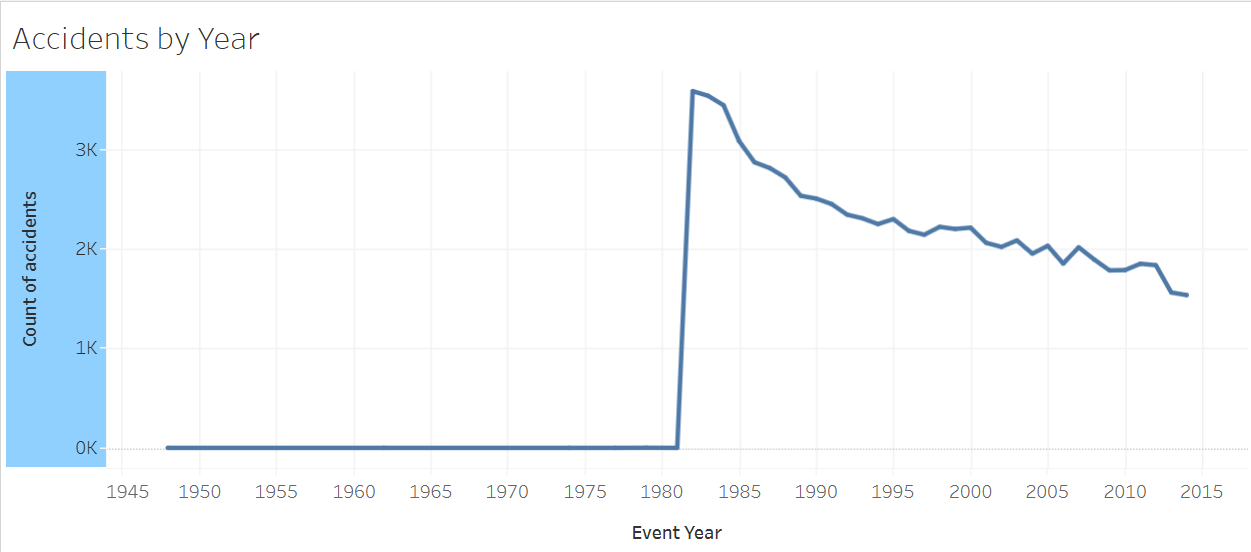 Accidents by Year
Count of accidents
3K
2K
1K
0K
1945 1950 1955 1960 1965 1970 1975 1980 1985 1990 1995 2000 2005 2010 2015
Event Year